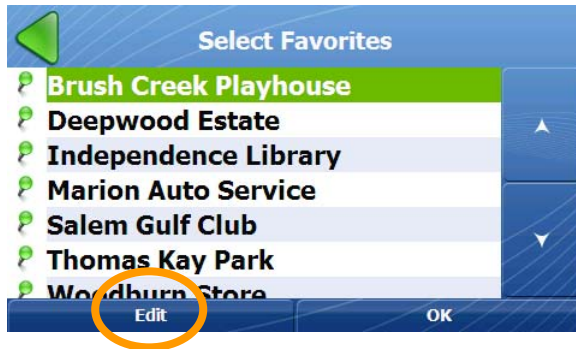 Select Favorites
Brush Creek Playhouse
Deepwood Estate
Independence Library
Marion Auto Service
Salem Gulf Club
Thomas Kay Park
Woodburn Store
Edit OK